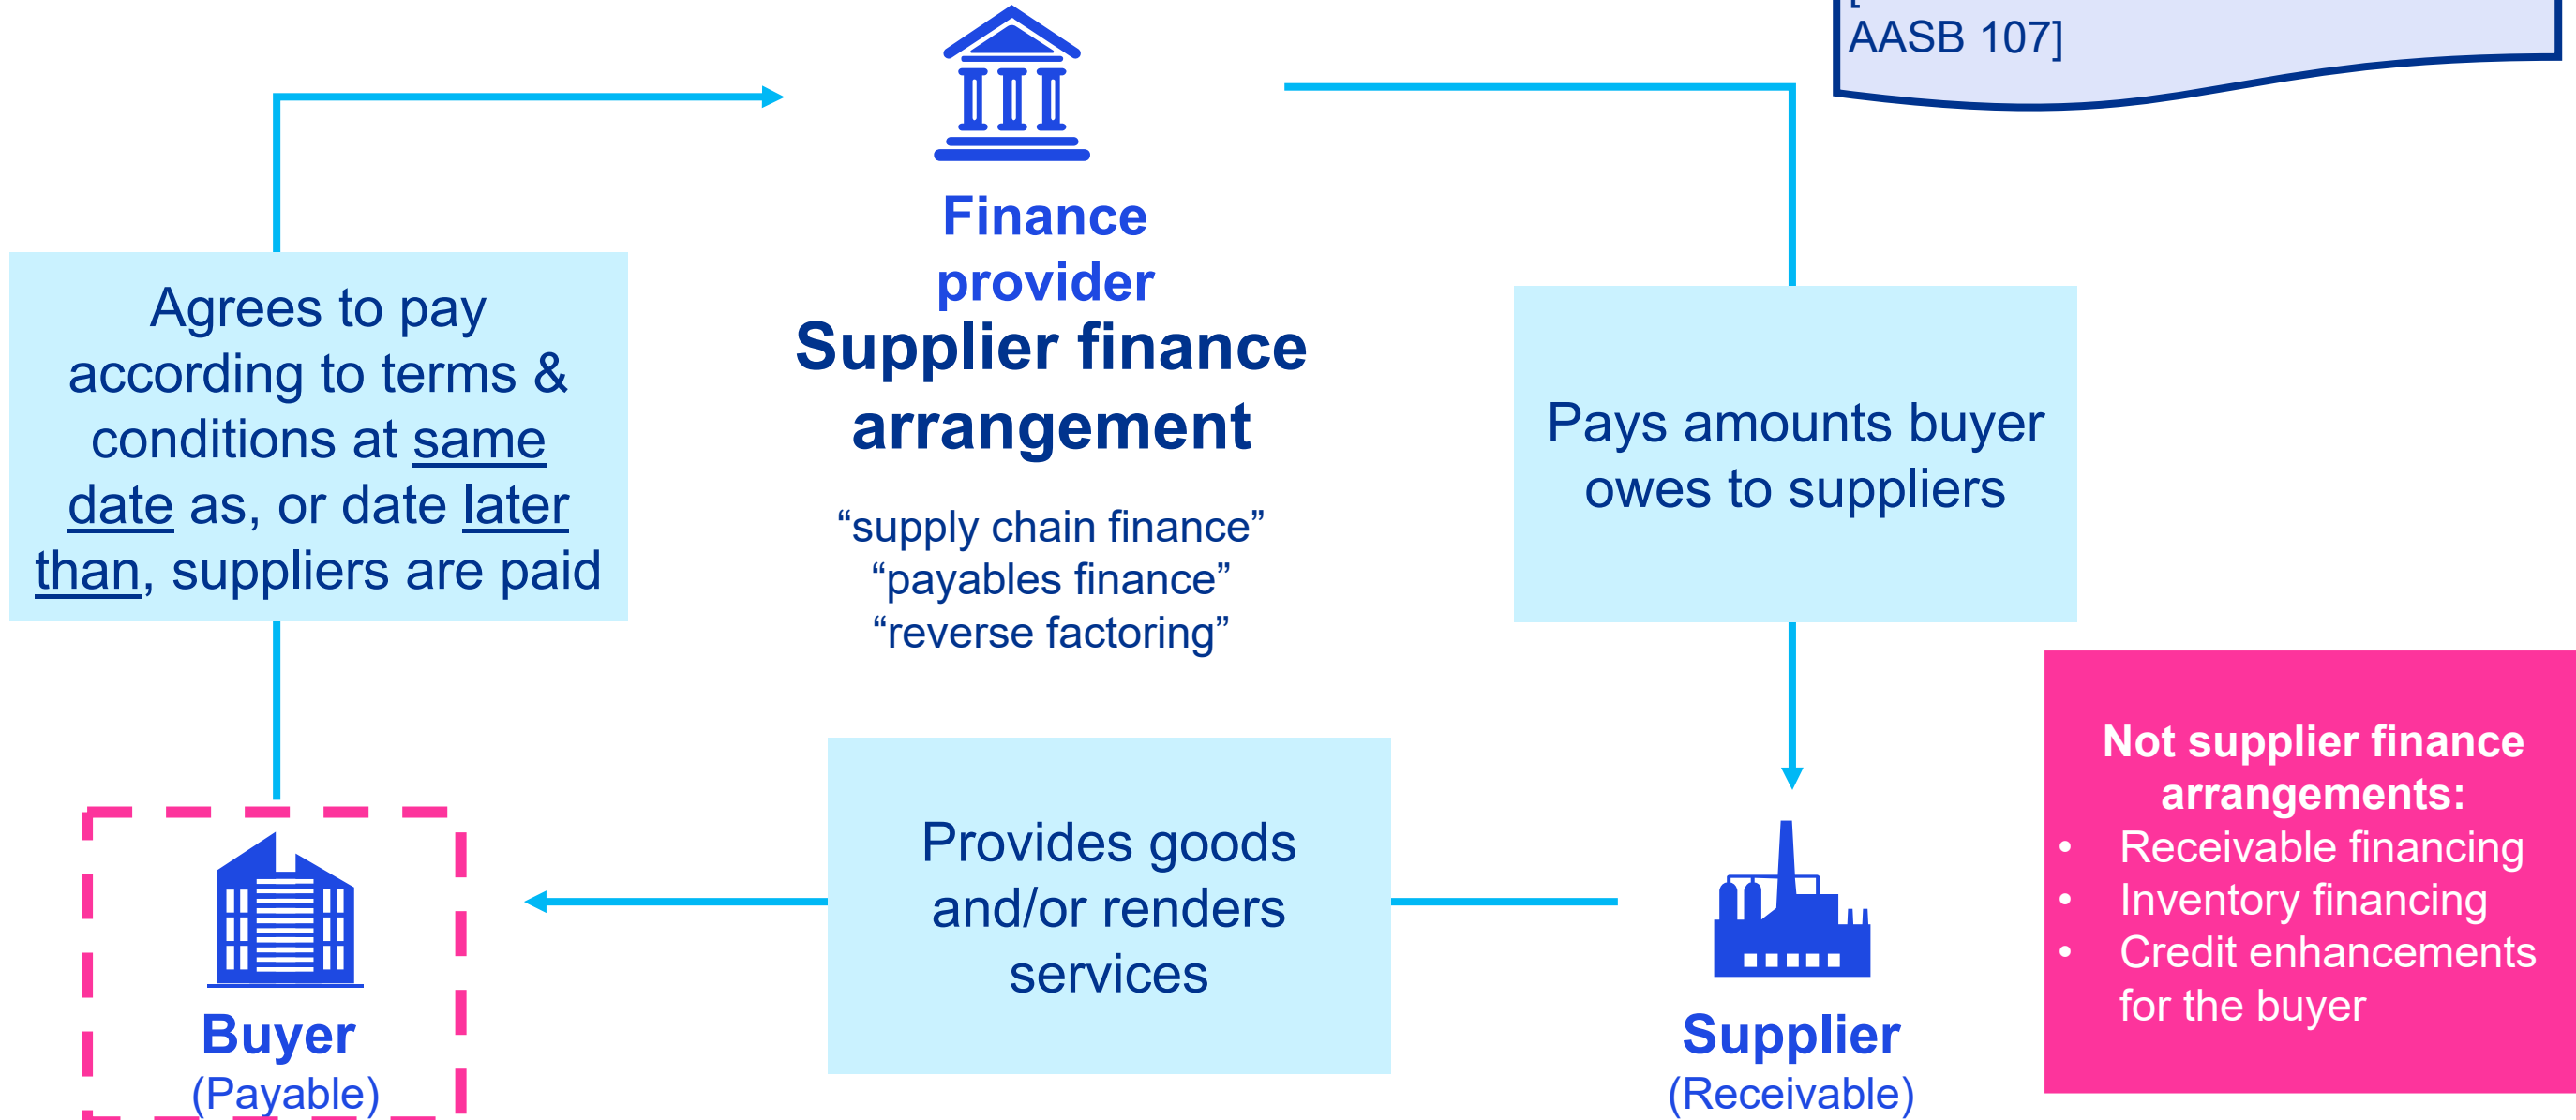 AASB 107]
Finance
provider
Supplier finance
arrangement
“supply chain finance”
“payables finance”
“reverse factoring”
Agrees to pay
according to terms &
conditions at same
date as, or date later
than, suppliers are paid
Pays amounts buyer
owes to suppliers
Provides goods
and/or renders
services
Buyer
(Payable)
Supplier
(Receivable)
Not supplier finance
arrangements:
• Receivable financing
• Inventory financing
• Credit enhancements
for the buyer